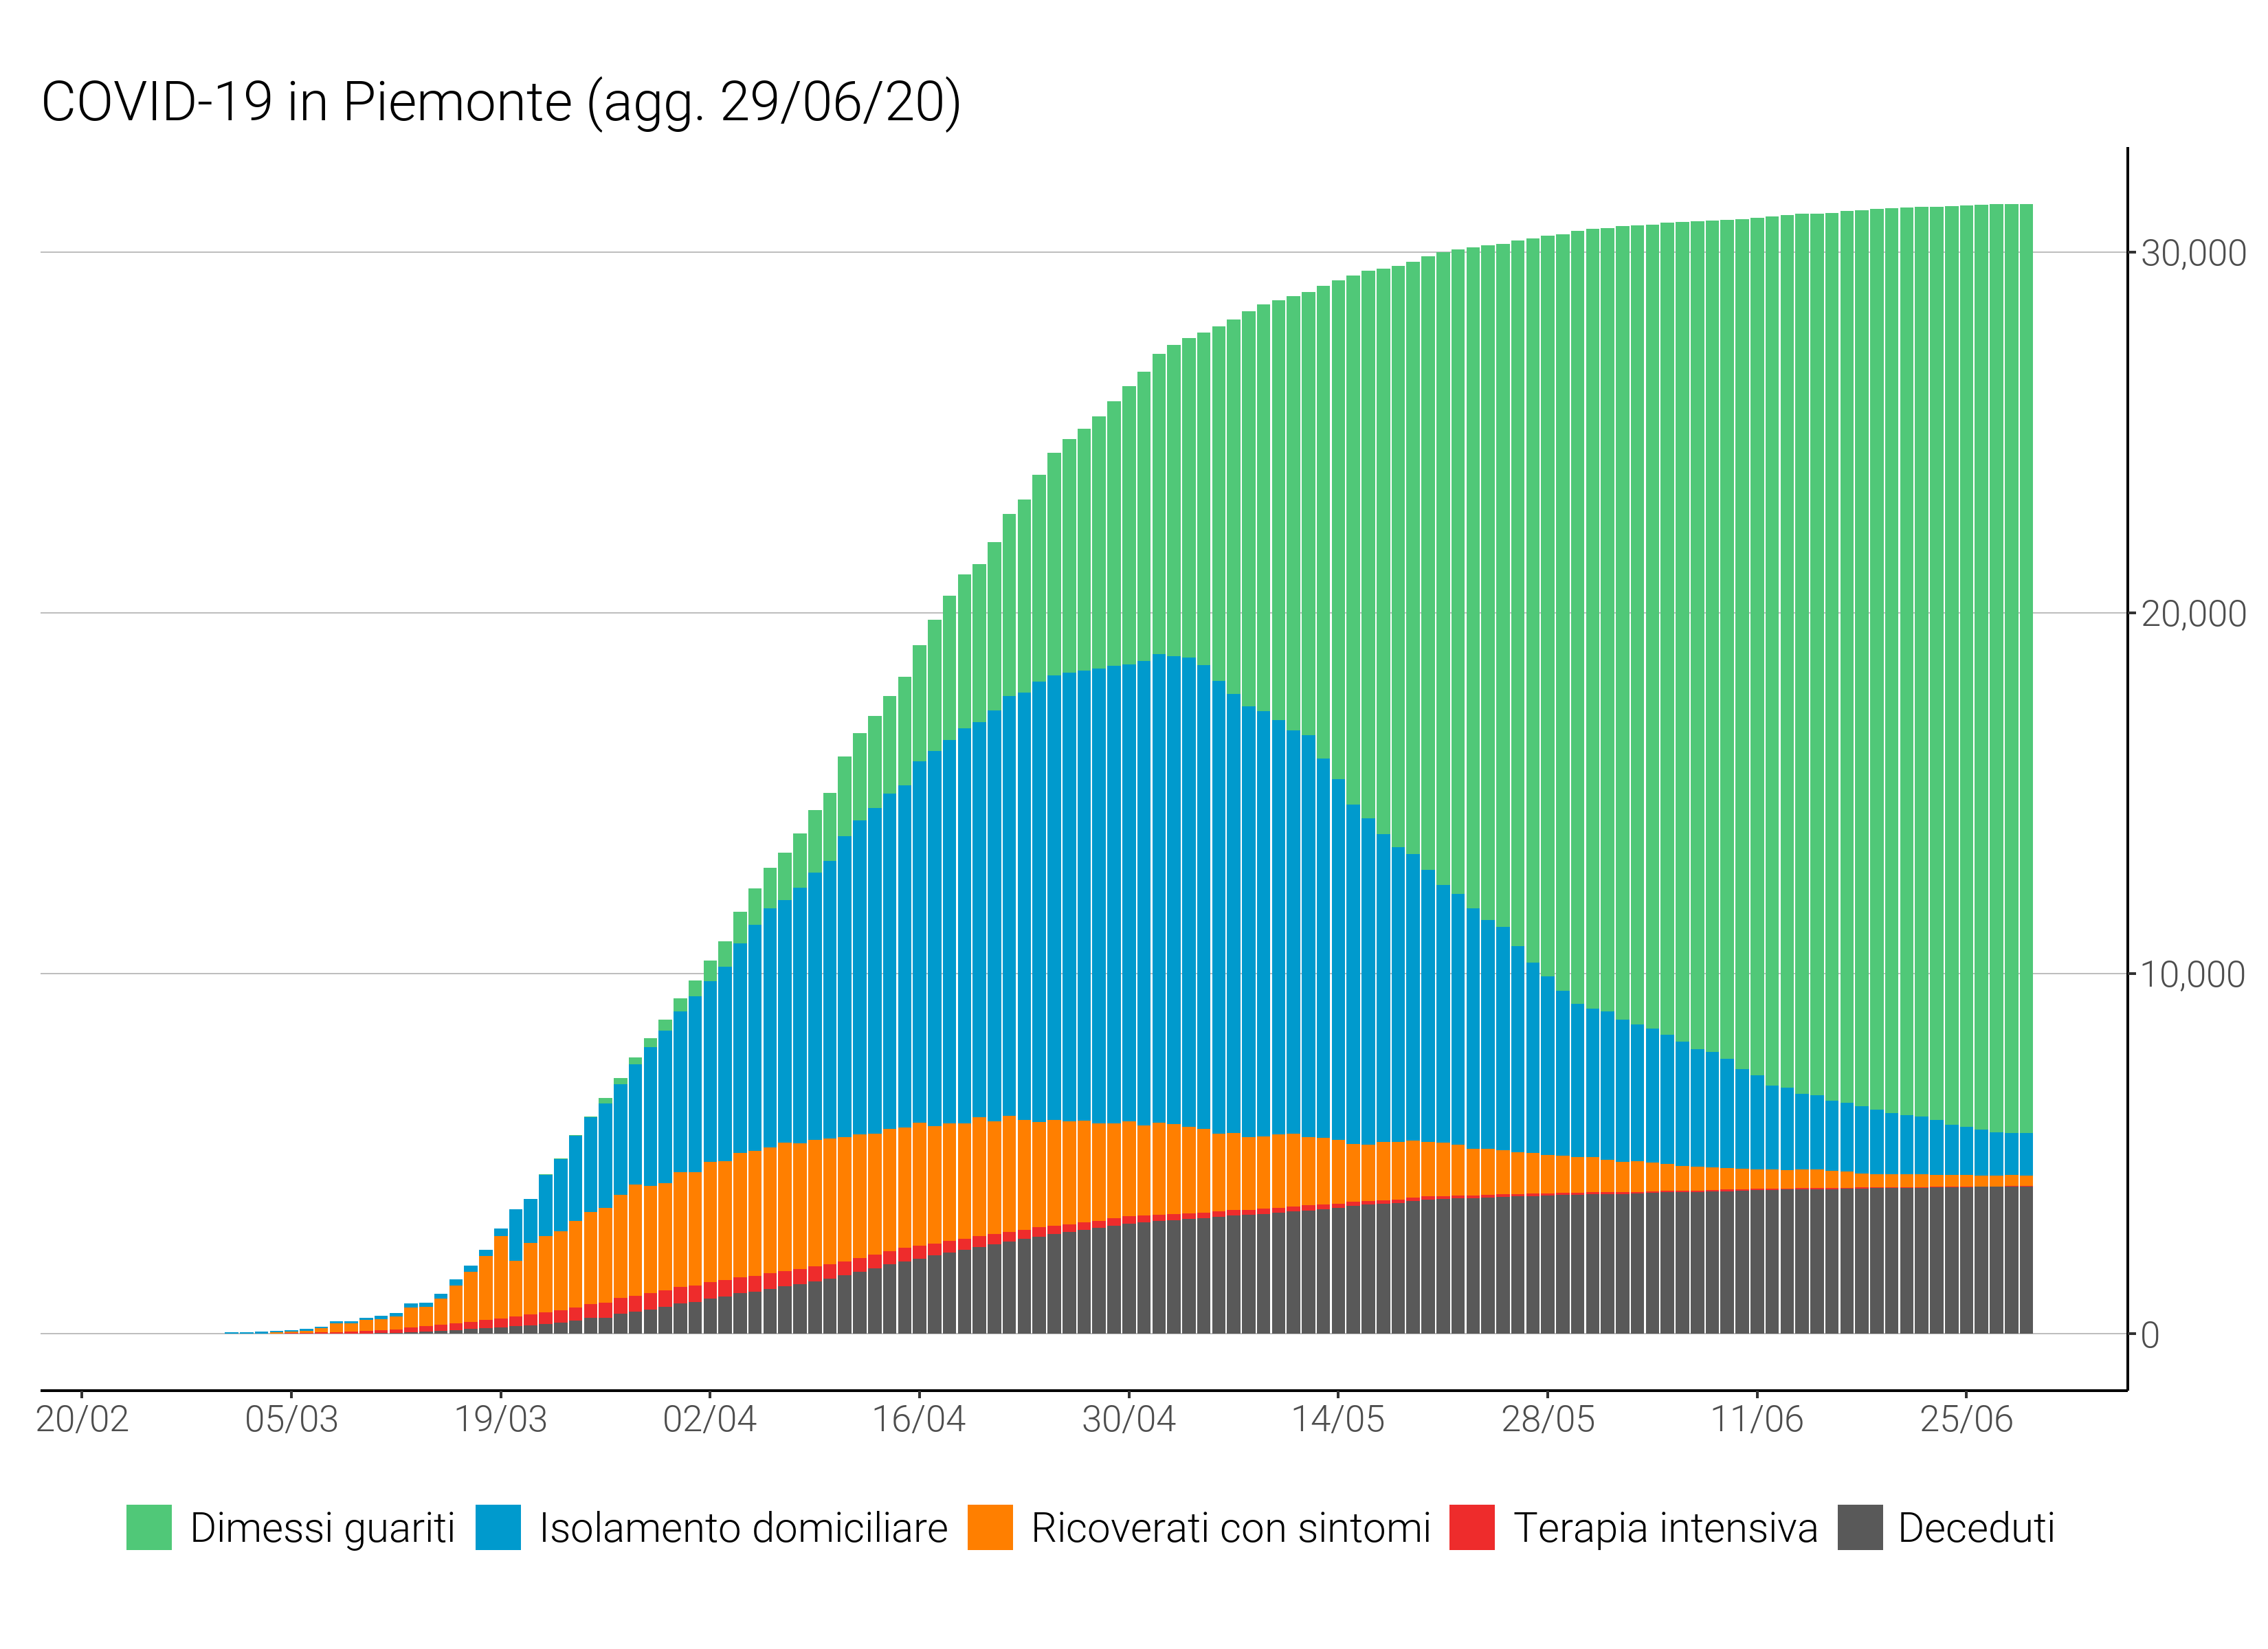 COVID-19 in Piemonte (agg. 29/06/20)
30,000
20,000
10,000
0
20/02 05/03 19/03 02/04 16/04 30/04 14/05 28/05 11/06 25/06
Dimessi guariti Isolamento domiciliare Ricoverati con sintomi Terapia intensiva Deceduti